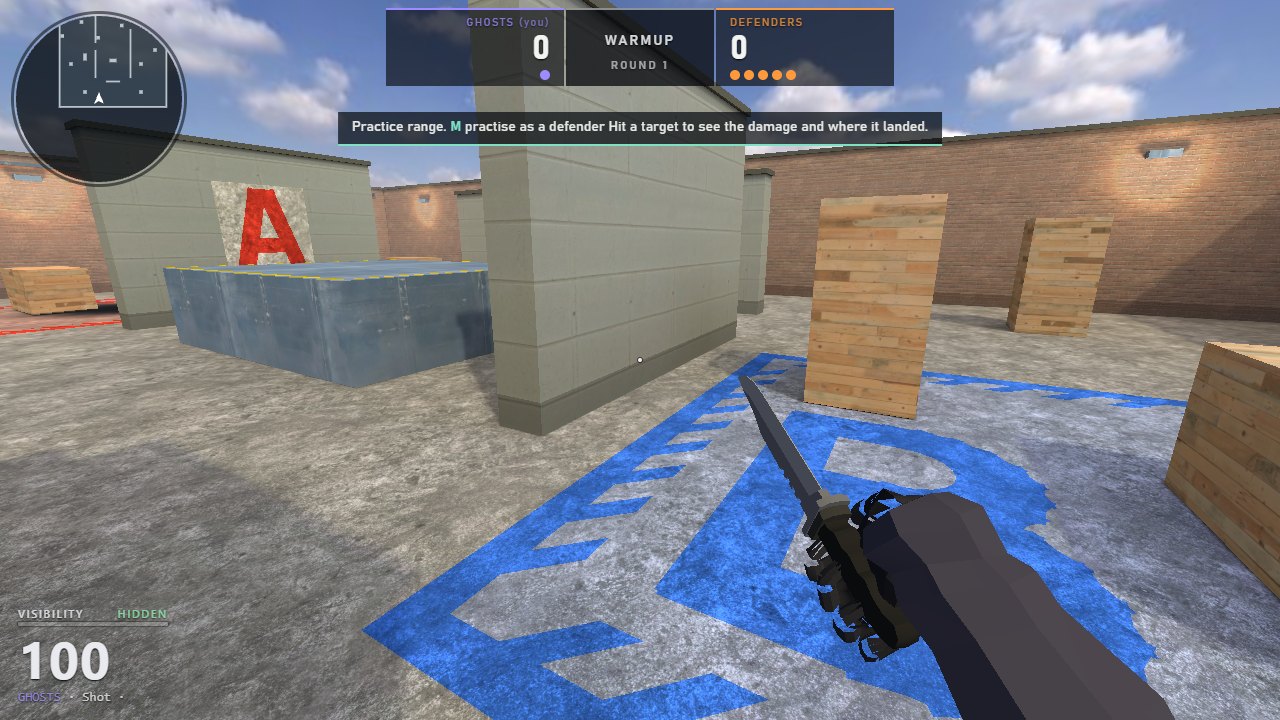 GHOSTS (you)
0
WARMUP
ROUND 1
DEFENDERS
0
Practice range. M practise as a defender Hit a target to see the damage and where it landed.
A
B
VISIBILITY HIDDEN
100
GHOSTS · Shot ·